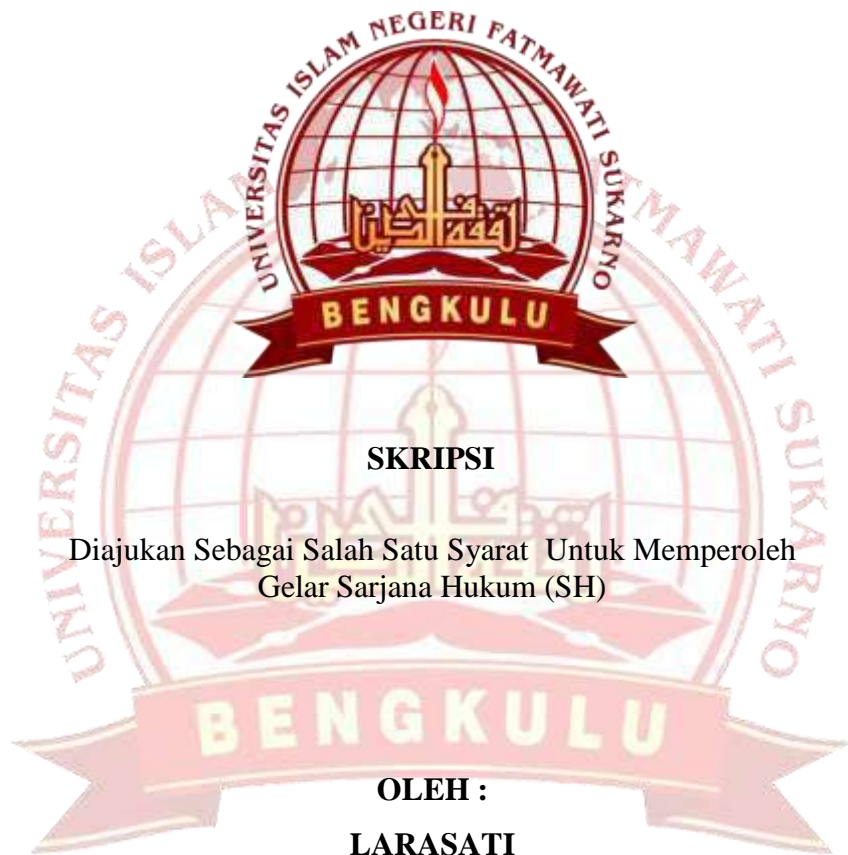 UNIVERSITAS ISLAM NEGERI FATMAWATI SUKARNO
BENGKULU
SKRIPSI
Diajukan Sebagai Salah Satu Syarat Untuk Memperoleh
Gelar Sarjana Hukum (SH)
BENGKULU
OLEH :
LARASATI